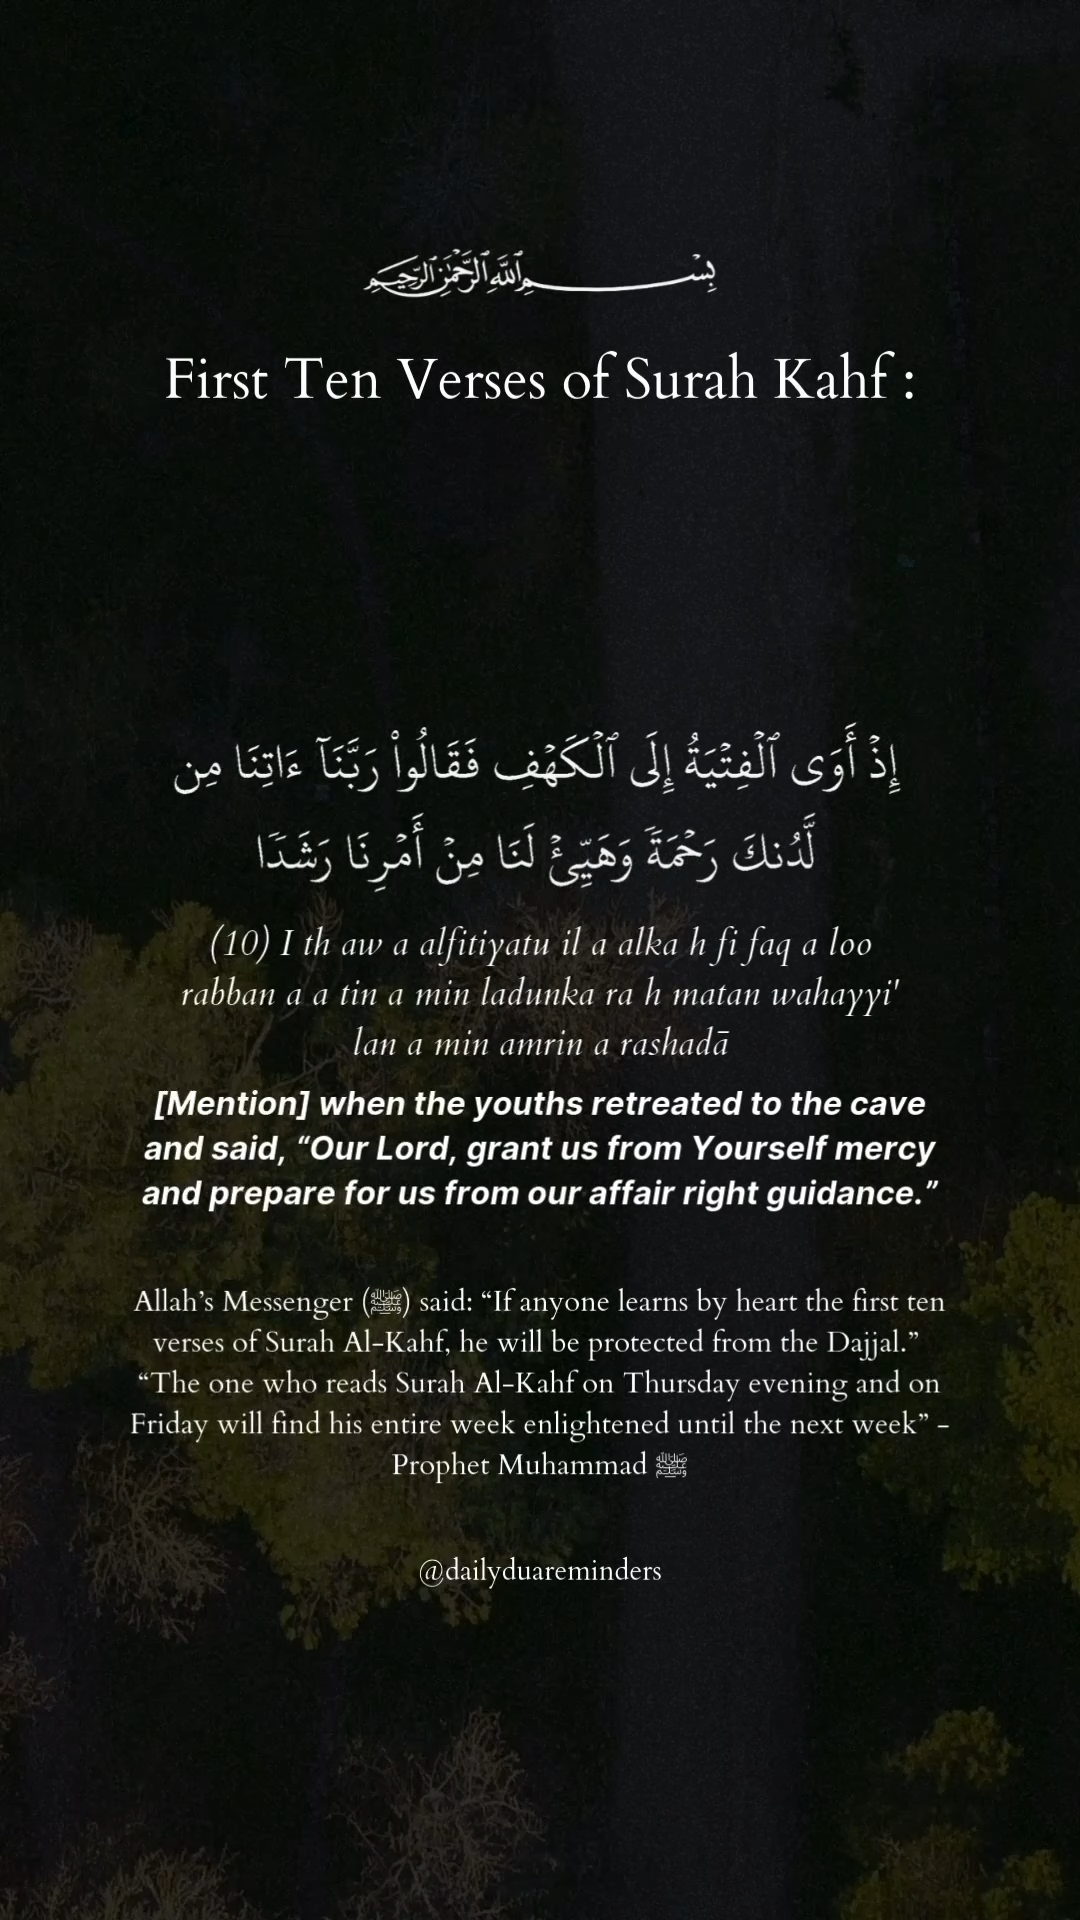 بِسْمِ ٱللَّهِ ٱلرَّحْمَٰنِ ٱلرَّحِيمِ
First Ten Verses of Surah Kahf :
إِذْ أَوَى ٱلْفِتْيَةُ إِلَى ٱلْكَهْفِ فَقَالُوا۟ رَبَّنَآ ءَاتِنَا مِن
لَّدُنكَ رَحْمَةً وَهَيِّئْ لَنَا مِنْ أَمْرِنَا رَشَدًا
(10) I th aw a alfitiyatu il a alka h fi faq a loo
rabban a a tin a min ladunka ra h matan wahayyi'
lan a min amrin a rashadā
[Mention] when the youths retreated to the cave
and said, “Our Lord, grant us from Yourself mercy
and prepare for us from our affair right guidance.”
Allah’s Messenger (ﷺ) said: “If anyone learns by heart the first ten
verses of Surah Al-Kahf, he will be protected from the Dajjal.”
“The one who reads Surah Al-Kahf on Thursday evening and on
Friday will find his entire week enlightened until the next week” -
Prophet Muhammad ﷺ
@dailyduareminders